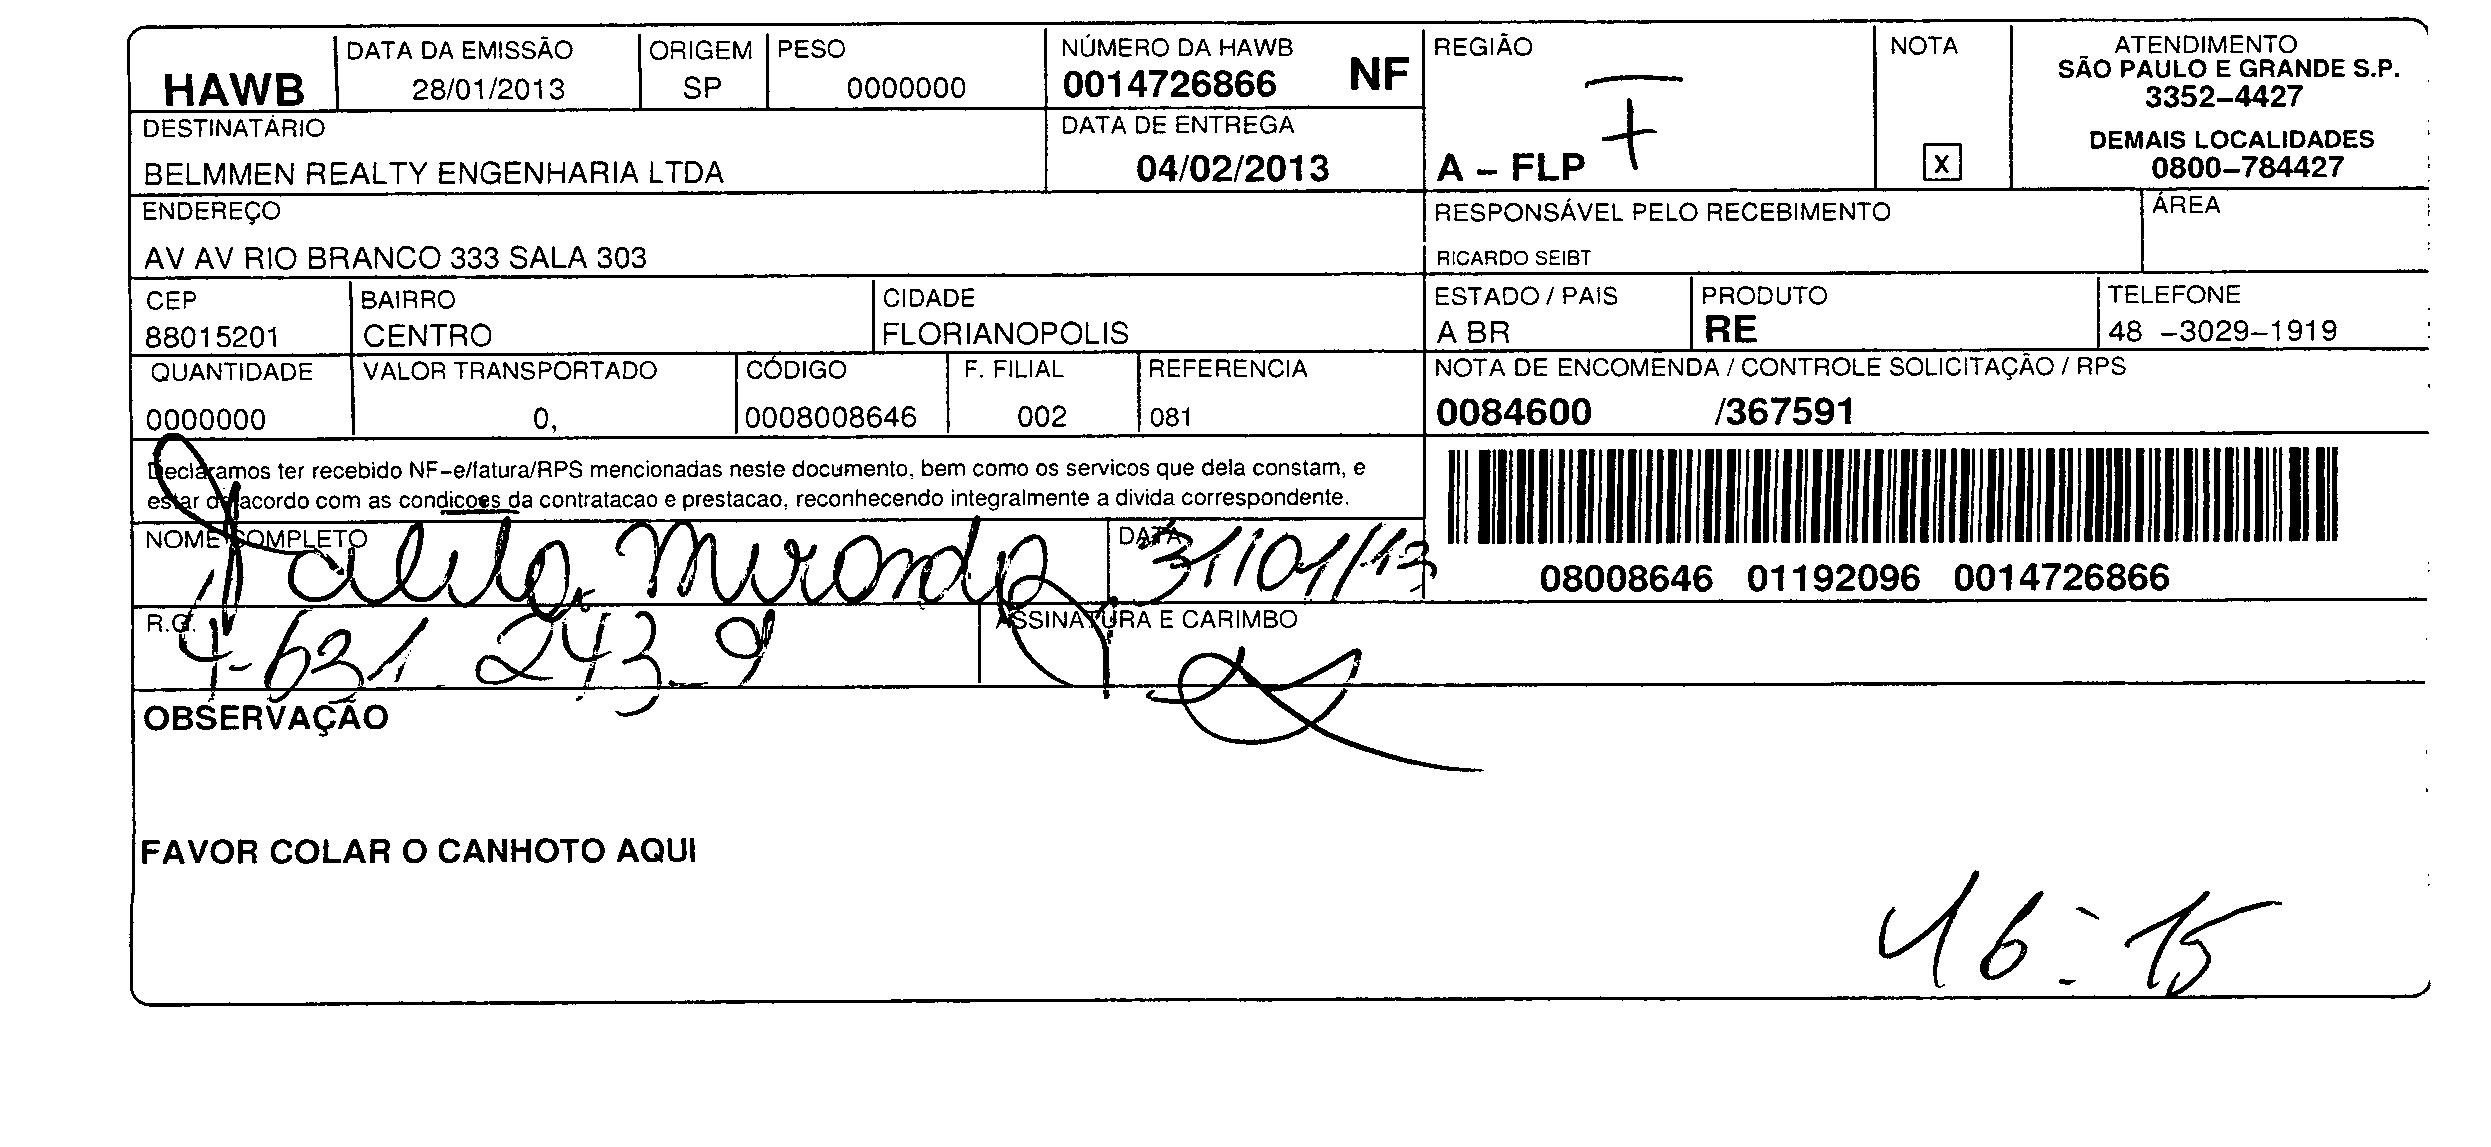 HAWB
DATA DA EMISSÃO
28/01/2013
ORIGEM
SP
PESO
0000000
NÚMERO DA HAWB
0014726866 NF
REGIÃO
A – FLP
NOTA
X
ATENDIMENTO
SÃO PAULO E GRANDE S.P.
3352–4427
DEMAIS LOCALIDADES
0800–784427
DESTINATÁRIO
BELMMEN REALTY ENGENHARIA LTDA
DATA DE ENTREGA
04/02/2013
ENDEREÇO
AV AV RIO BRANCO 333 SALA 303
RESPONSÁVEL PELO RECEBIMENTO
RICARDO SEIBT
ÁREA
CEP
88015201
BAIRRO
CENTRO
CIDADE
FLORIANOPOLIS
ESTADO / PAIS
A BR
PRODUTO
RE
TELEFONE
48 –3029–1919
QUANTIDADE
0000000
VALOR TRANSPORTADO
0,
CÓDIGO
0008008646
F. FILIAL
002
REFERENCIA
081
NOTA DE ENCOMENDA / CONTROLE SOLICITAÇÃO / RPS
0084600 /367591
Declaramos ter recebido NF–e/fatura/RPS mencionadas neste documento, bem como os servicos que dela constam, e
estar de acordo com as condicoes da contratacao e prestacao, reconhecendo integralmente a divida correspondente.
08008646 01192096 0014726866
NOME COMPLETO
Miranda
DATA
31/01/13
R.G.
4-631 243-9
ASSINATURA E CARIMBO
OBSERVAÇÃO
FAVOR COLAR O CANHOTO AQUI
16:15